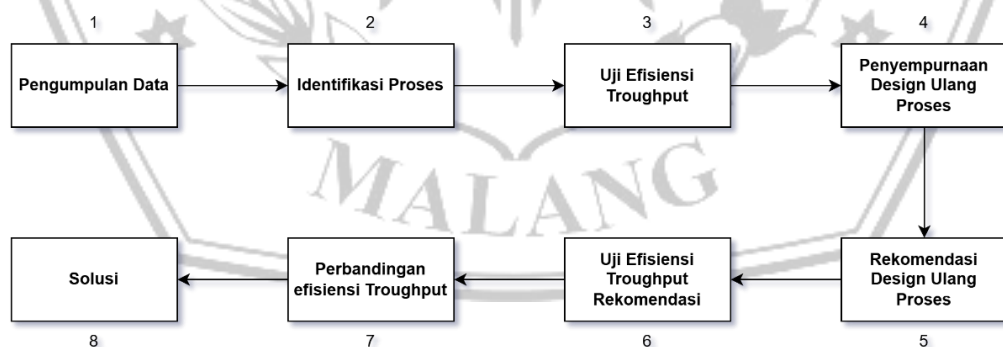 1
2
3
4
Pengumpulan Data
Identifikasi Proses
Uji Efisiensi
Troughput
Penyempurnaan
Design Ulang
Proses
MALANG
Solusi
Perbandingan
efisiensi Troughput
Uji Efisiensi
Troughput
Rekomendasi
Rekomendasi
Design Ulang
Proses
8
7
6
5